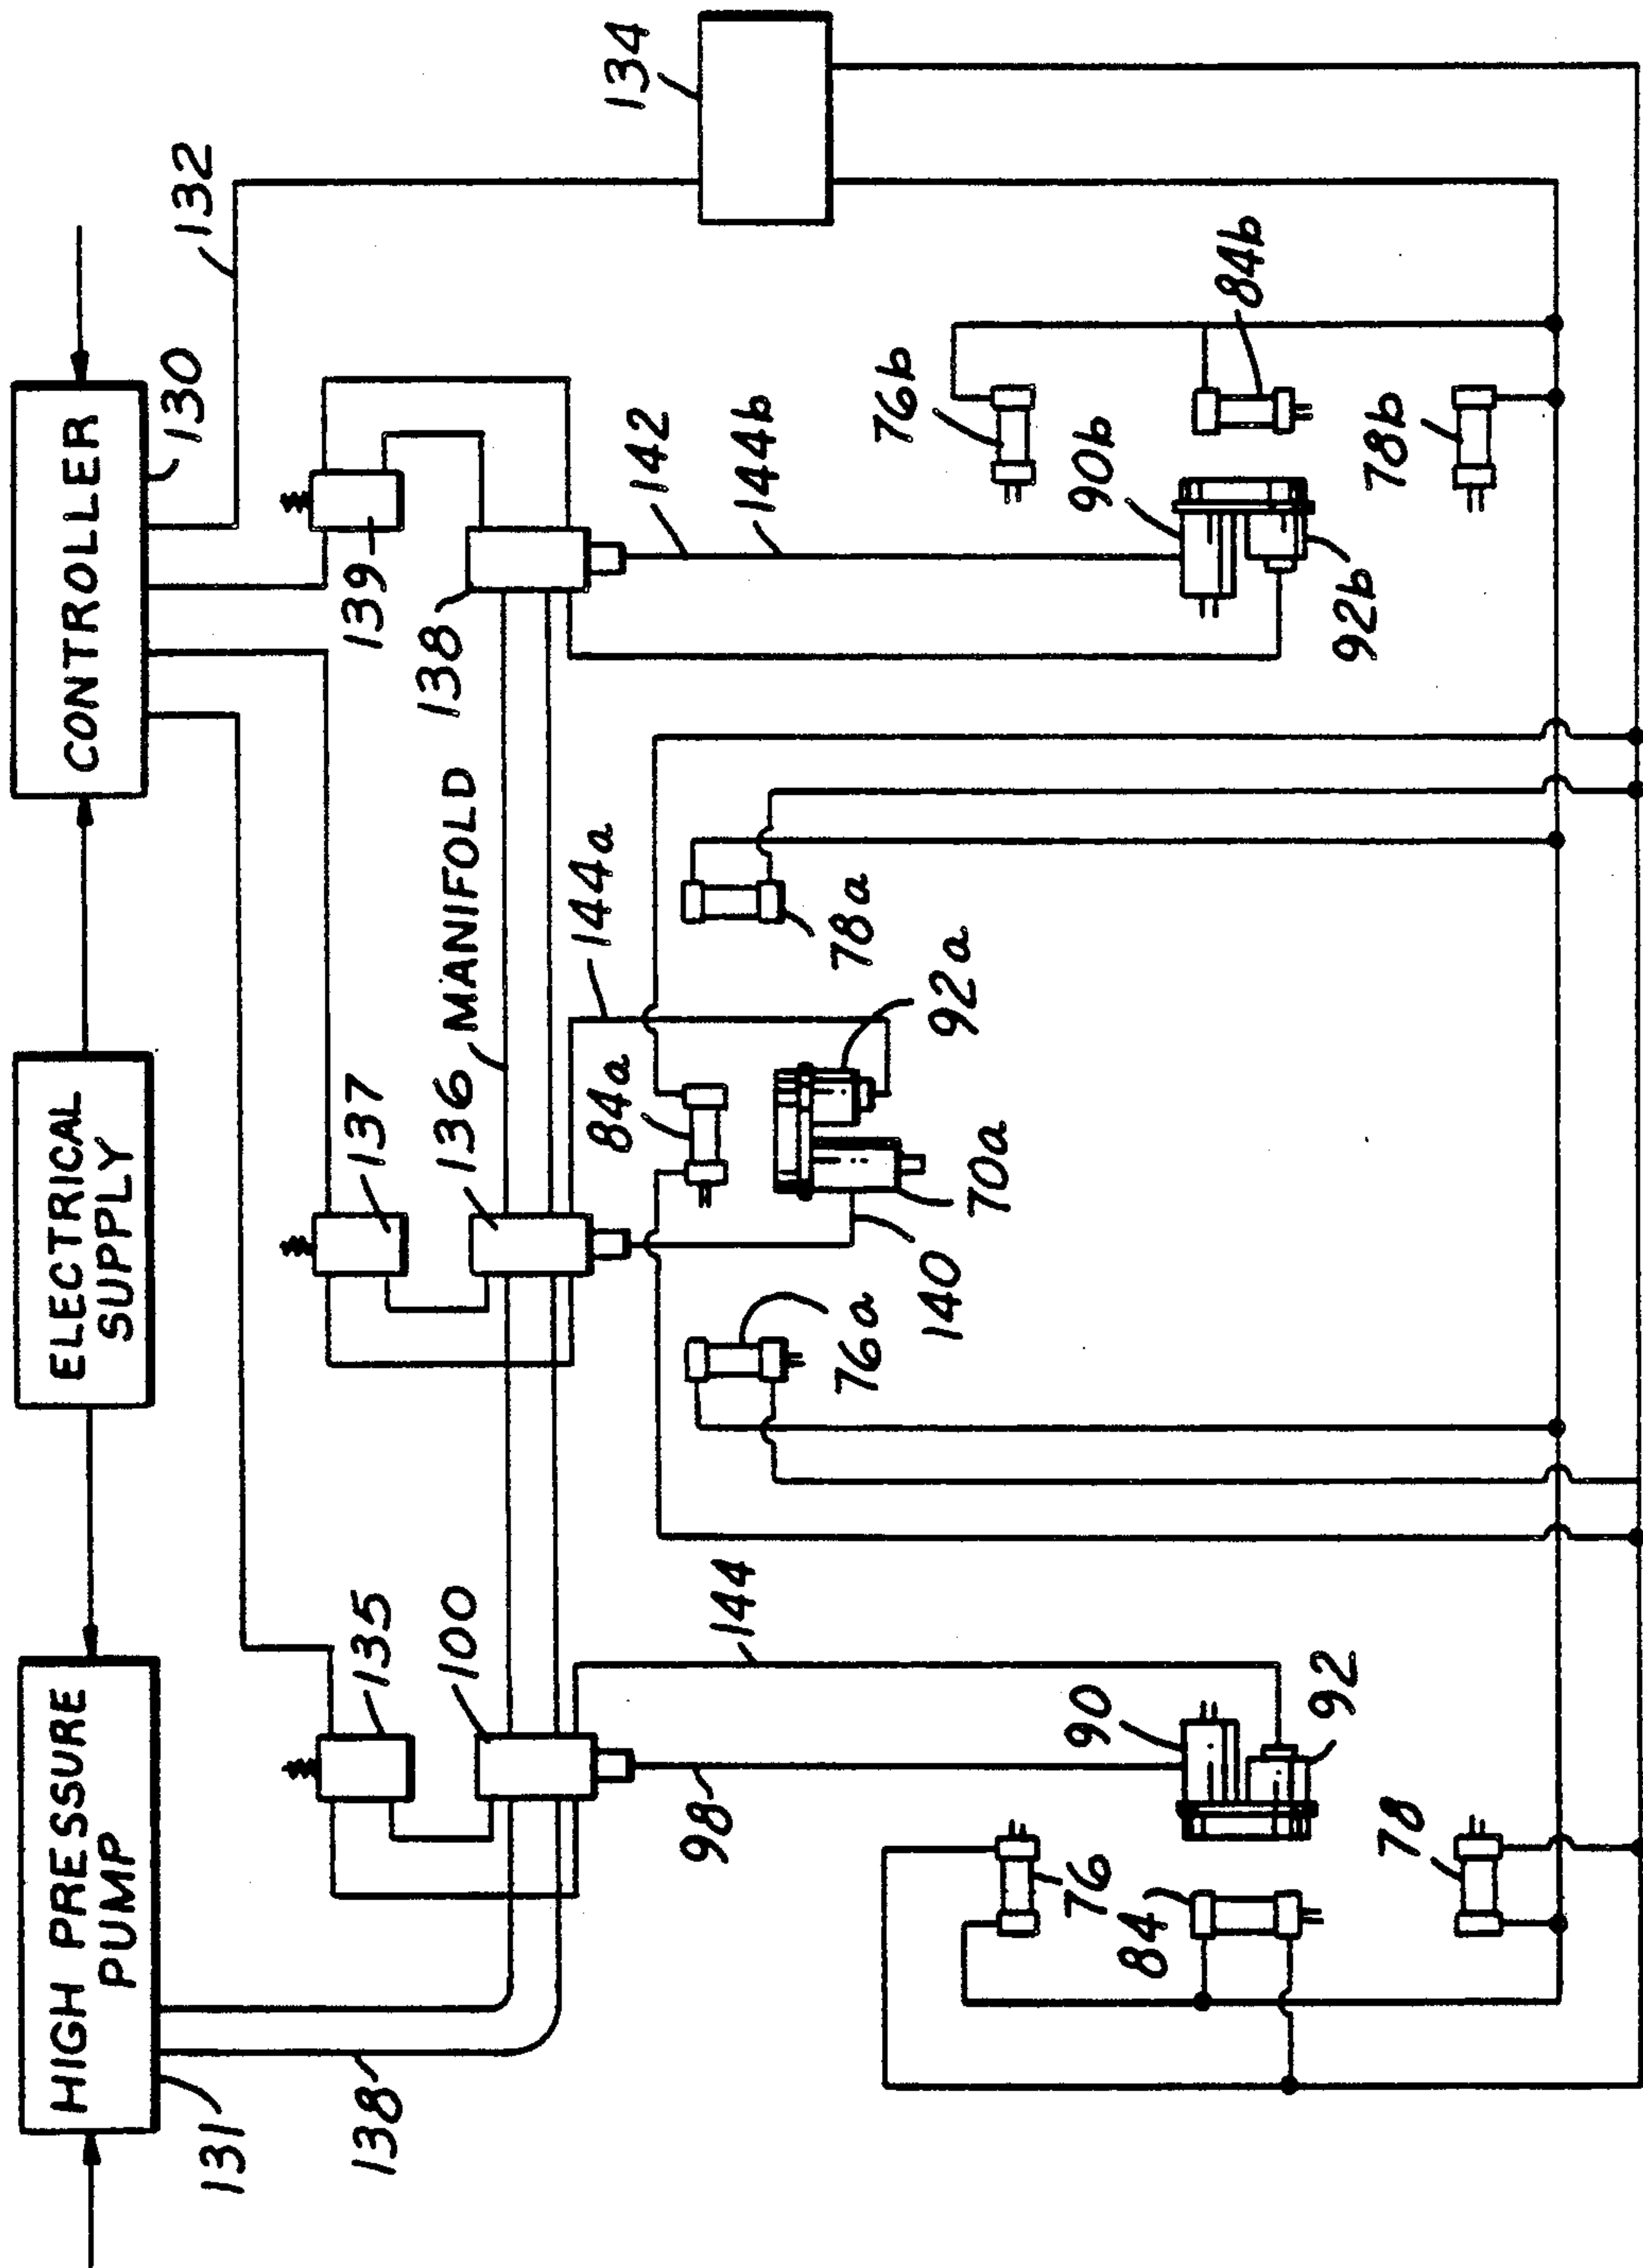 HIGH PRESSURE
PUMP
ELECTRICAL
SUPPLY
CONTROLLER
131
138
135
100
137
136
MANIFOLD
139
138
130
132
134
98
144
144a
142
144b
84a
76a
140
70a
92a
78a
76
84
90
92
78
76b
84b
90b
92b
78b